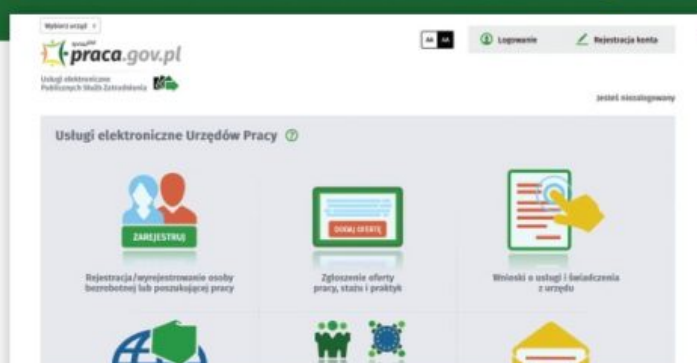 Wybierz urząd
praca.gov.pl
AA AA
Logowanie
Rejestracja konta
Usługi elektroniczne
Publicznych Służb Zatrudnienia
Jesteś niezalogowany
Usługi elektroniczne Urzędów Pracy ?
ZAREJESTRUJ
DODAJ OFERTĘ
Rejestracja/wyrejestrowanie osoby
bezrobotnej lub poszukującej pracy
Zgłoszenie oferty
pracy, stażu i praktyk
Wnioski o usługi i świadczenia
z urzędu